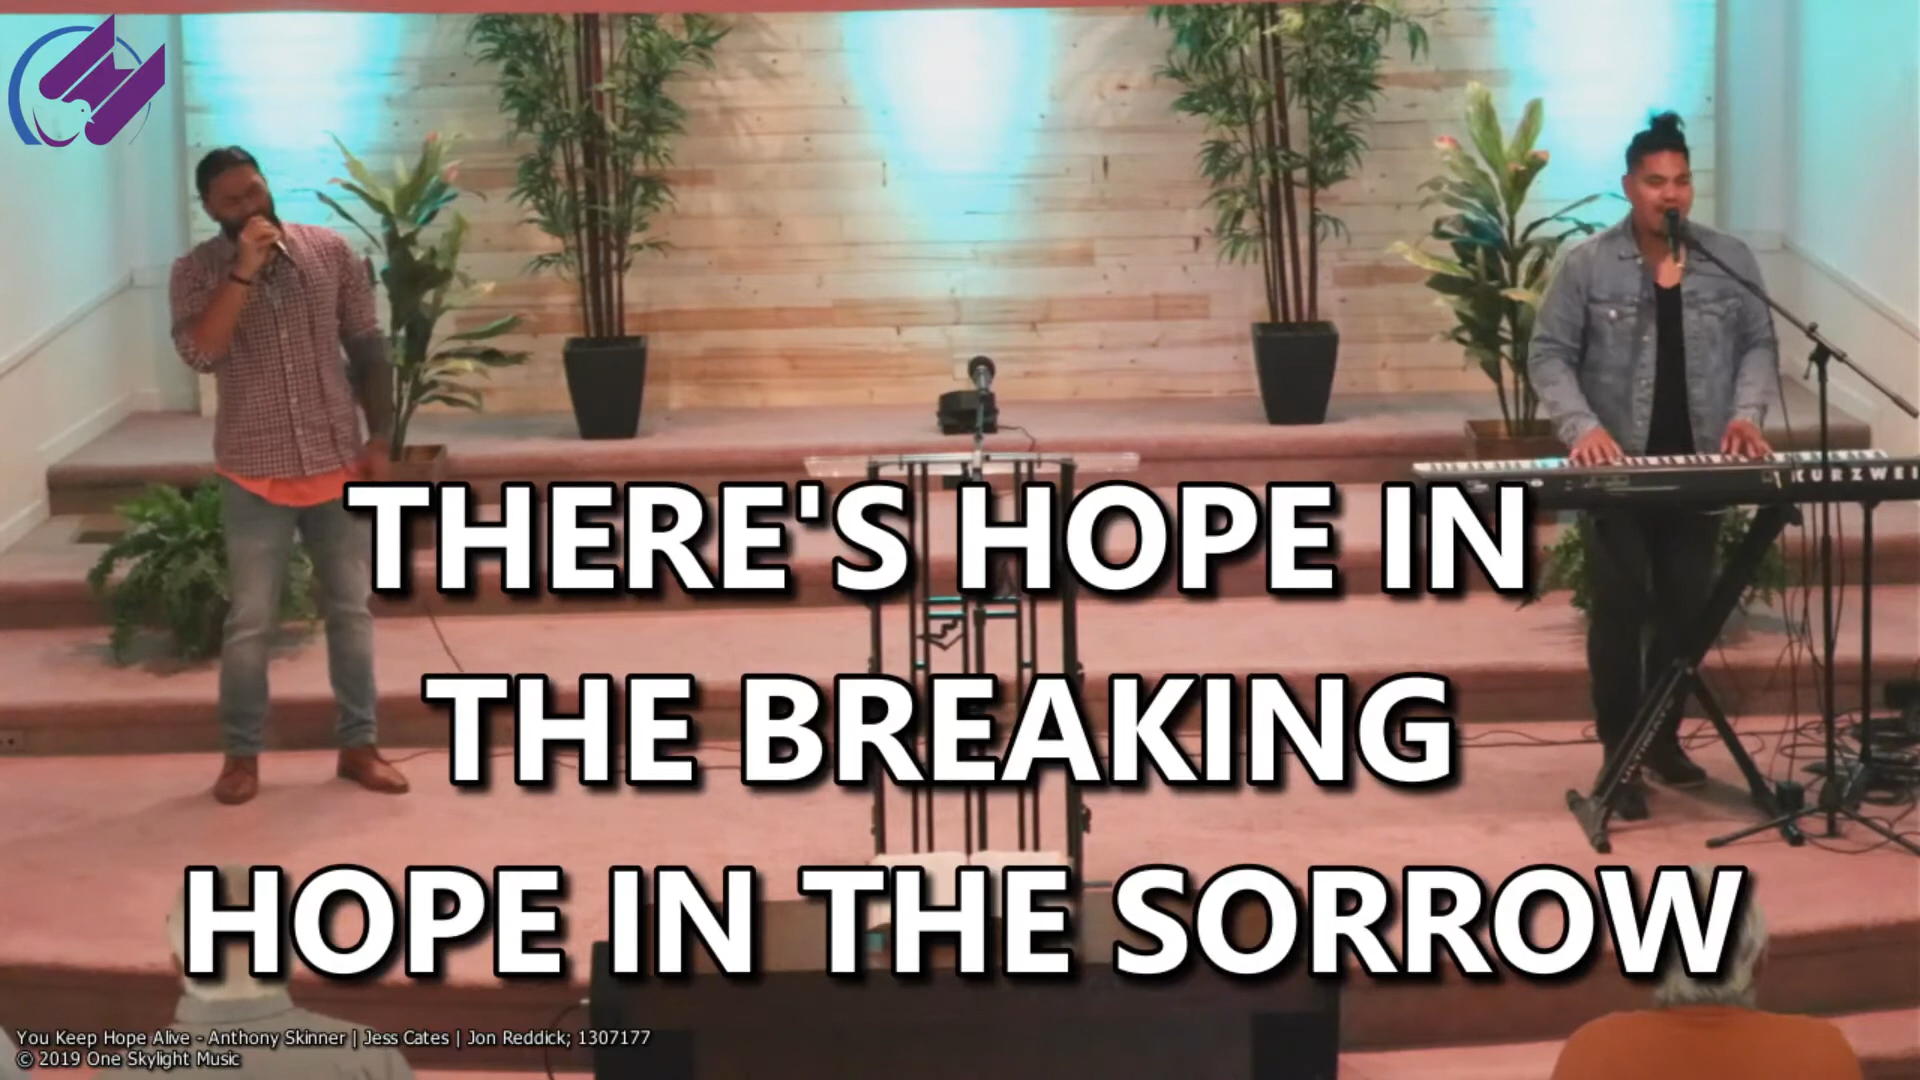 KURZWEI
THERE'S HOPE IN
THE BREAKING
HOPE IN THE SORROW
You Keep Hope Alive - Anthony Skinner | Jess Cates | Jon Reddick; 1307177
© 2019 One Skylight Music